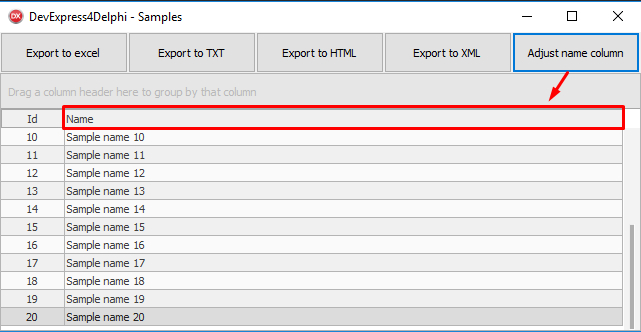 DX DevExpress4Delphi - Samples
Export to excel Export to TXT Export to HTML Export to XML Adjust name column
Drag a column header here to group by that column
Id Name
10 Sample name 10
11 Sample name 11
12 Sample name 12
13 Sample name 13
14 Sample name 14
15 Sample name 15
16 Sample name 16
17 Sample name 17
18 Sample name 18
19 Sample name 19
20 Sample name 20